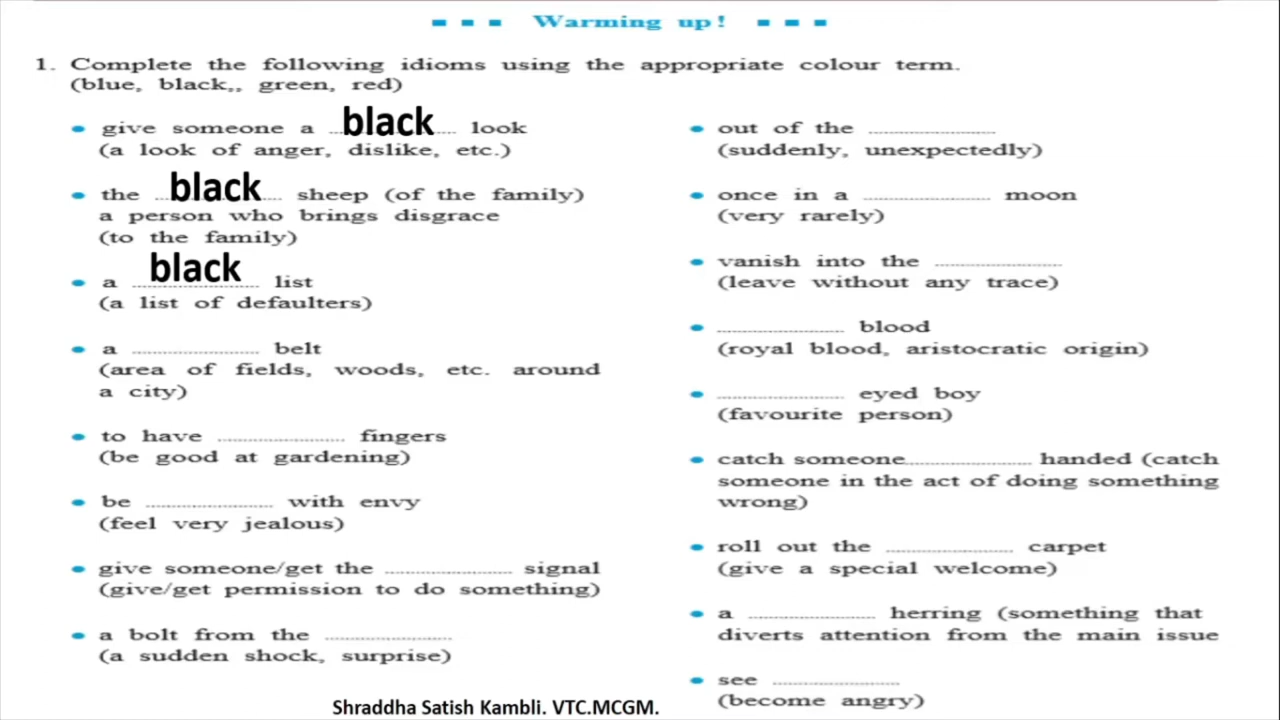 Warming up!
1. Complete the following idioms using the appropriate colour term.
(blue, black,, green, red)
give someone a black look
(a look of anger, dislike, etc.)
the black sheep (of the family)
a person who brings disgrace
(to the family)
a black list
(a list of defaulters)
a .................... belt
(area of fields, woods, etc. around
a city)
to have .................... fingers
(be good at gardening)
be .................... with envy
(feel very jealous)
give someone/get the .................... signal
(give/get permission to do something)
a bolt from the ....................
(a sudden shock, surprise)
out of the ....................
(suddenly, unexpectedly)
once in a .................... moon
(very rarely)
vanish into the ....................
(leave without any trace)
.................... blood
(royal blood, aristocratic origin)
.................... eyed boy
(favourite person)
catch someone.................... handed (catch
someone in the act of doing something
wrong)
roll out the .................... carpet
(give a special welcome)
a .................... herring (something that
diverts attention from the main issue
see ....................
(become angry)
Shraddha Satish Kambli. VTC.MCGM.